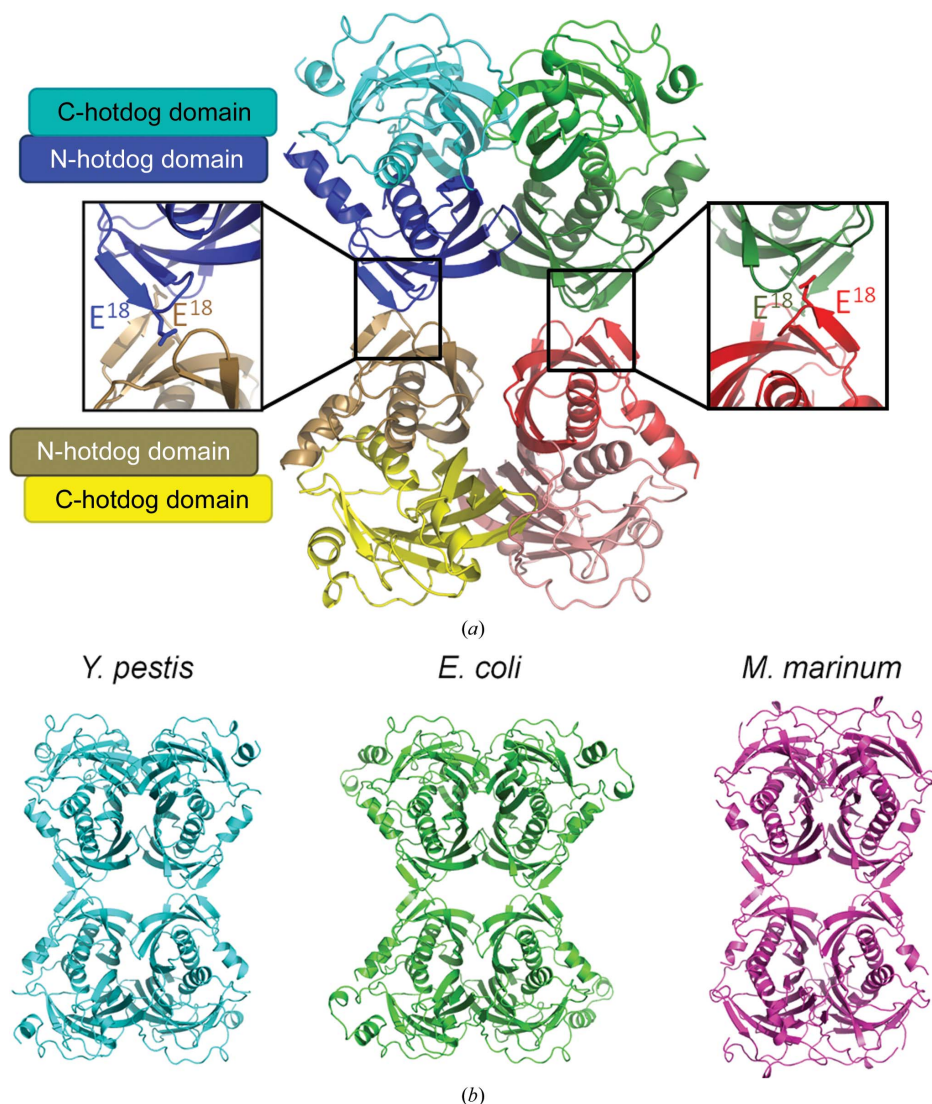 C-hotdog domain
N-hotdog domain
E18 E18
E18 E18
N-hotdog domain
C-hotdog domain
(a)
Y. pestis E. coli M. marinum
(b)